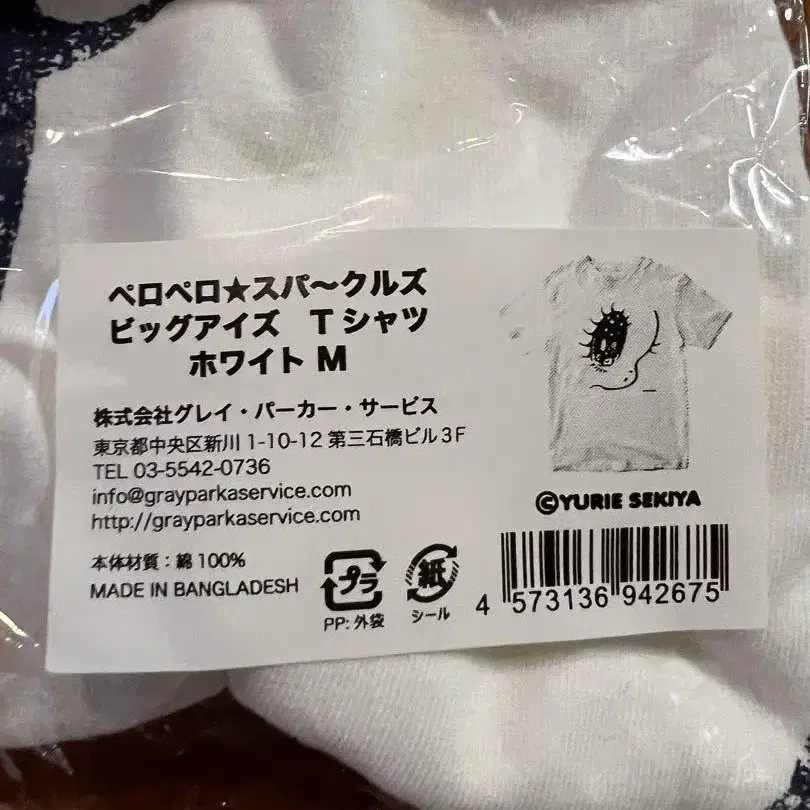 ペロペロ★スパ〜クルズ
ビッグアイズ Tシャツ
ホワイト M
株式会社グレイ・パーカー・サービス
東京都中央区新川 1-10-12 第三石橋ビル3F
TEL 03-5542-0736
info@grayparkaservice.com
http://grayparkaservice.com
本体材質：綿 100%
MADE IN BANGLADESH
プラ
PP: 外袋
紙
シール
©YURIE SEKIYA
4 573136 942675